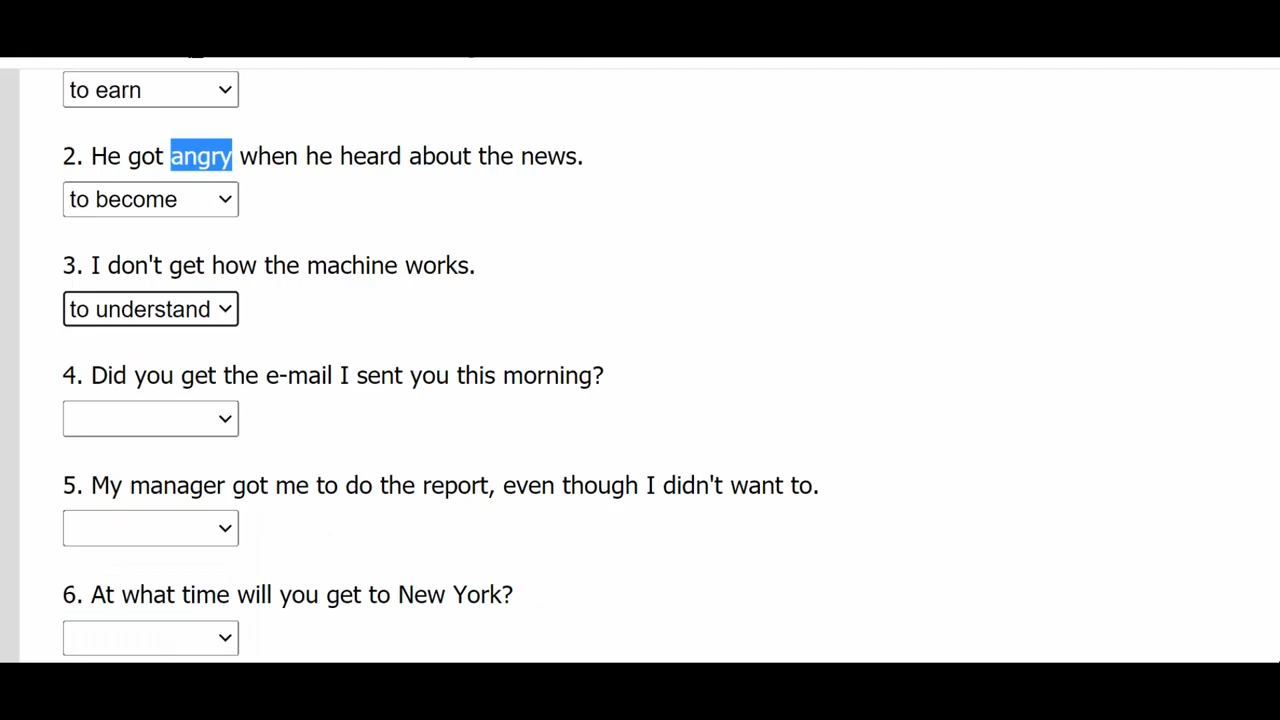 to earn
2. He got angry when he heard about the news.
to become
3. I don't get how the machine works.
to understand
4. Did you get the e-mail I sent you this morning?
5. My manager got me to do the report, even though I didn't want to.
6. At what time will you get to New York?